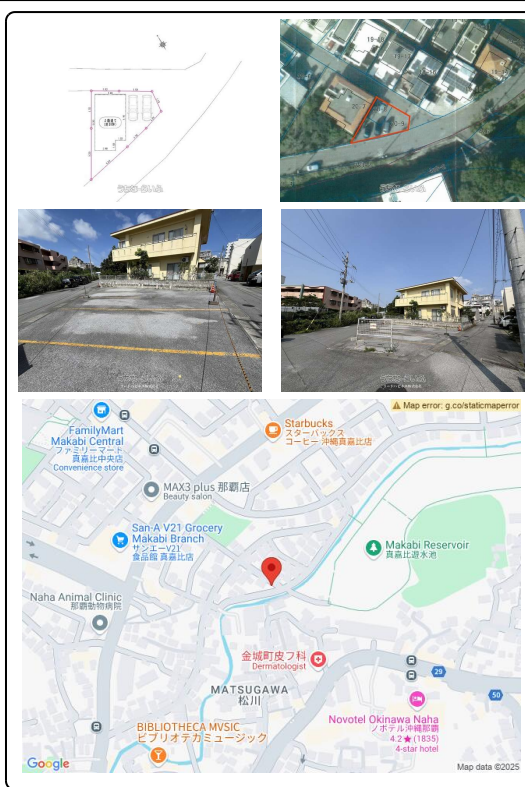 Map error: g.co/staticmaperror
FamilyMart
Makabi Central
ファミリーマート
真嘉比中央店
Convenience store
Starbucks
スターバックス
コーヒー 沖縄真嘉比店
MAX3 plus 那覇店
Beauty salon
San-A V21 Grocery
Makabi Branch
サンエーV21
食品館 真嘉比店
Makabi Reservoir
真嘉比遊水池
Naha Animal Clinic
那覇動物病院
金城町皮フ科
Dermatologist
29
MATSUGAWA
松川
50
Novotel Okinawa Naha
ノボテル沖縄那覇
4.2★(1835)
4-star hotel
BIBLIOTHECA MVSIC
ビブリオテカミュージック
Google
Map data ©2025